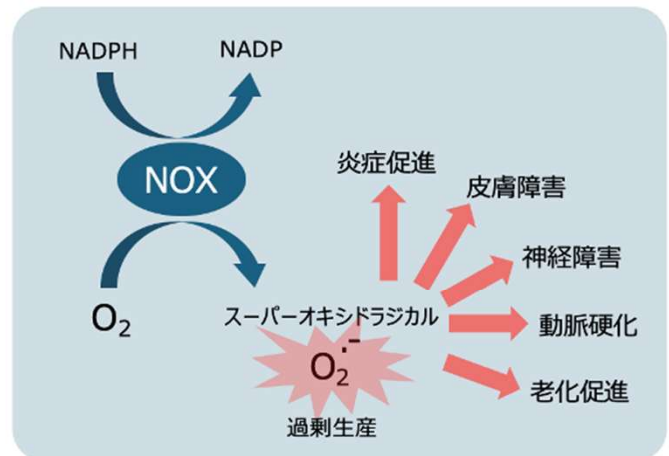 NADPH
NADP
NOX
O₂
炎症促進
皮膚障害
神経障害
スーパーオキシドラジカル
動脈硬化
O₂·⁻
老化促進
過剰生産